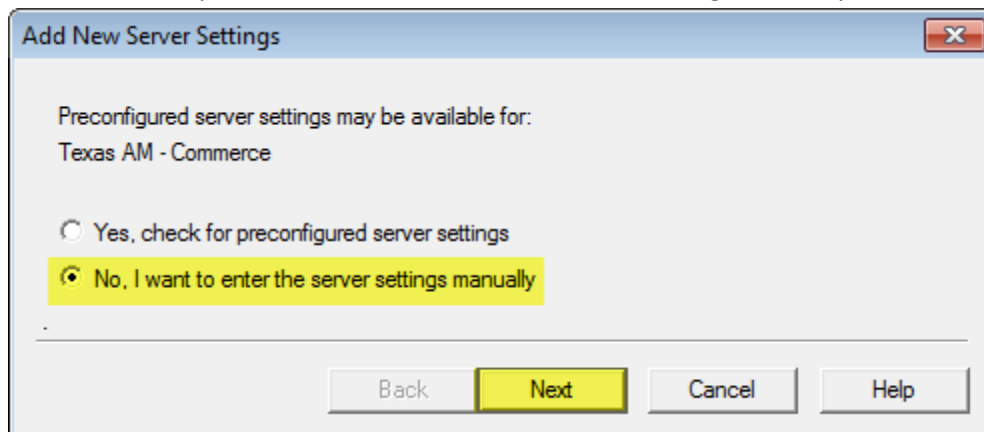 Add New Server Settings
Preconfigured server settings may be available for:
Texas AM - Commerce
Yes, check for preconfigured server settings
No, I want to enter the server settings manually
.
Back Next Cancel Help